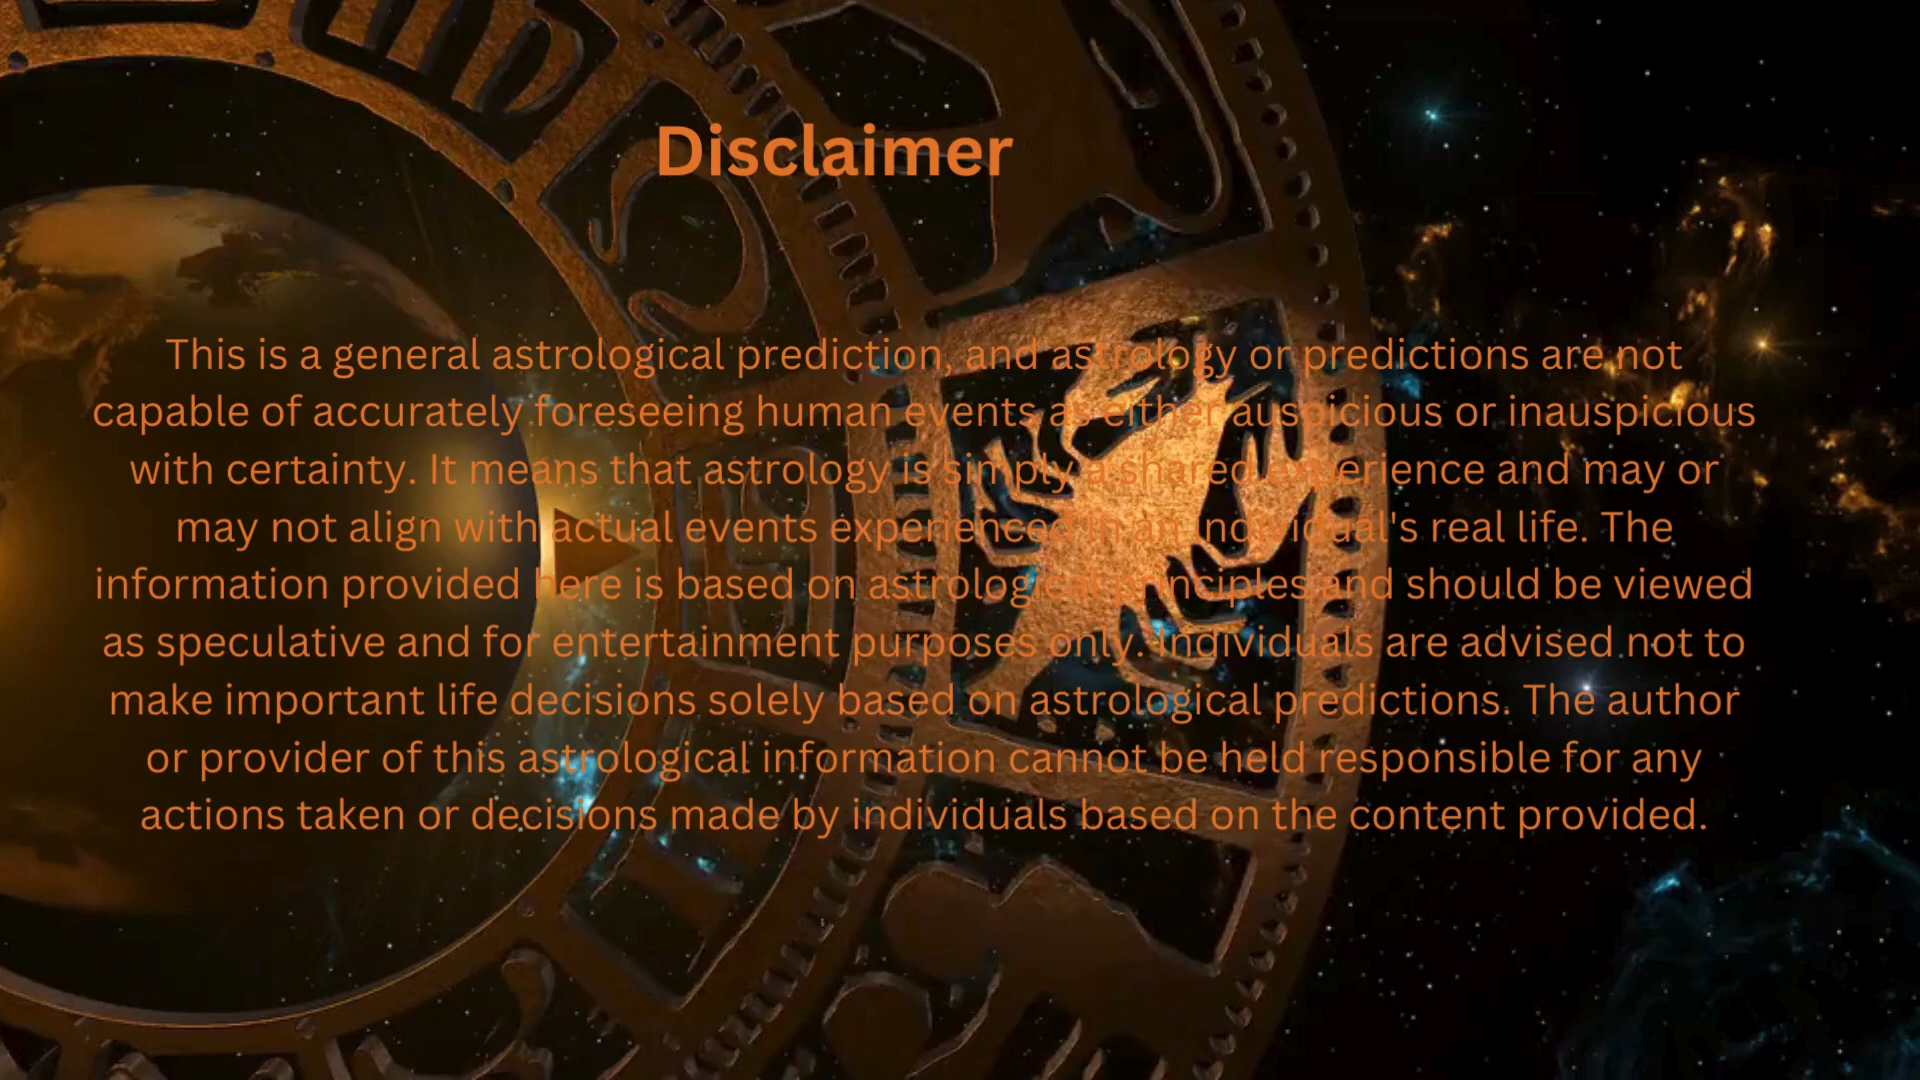 Disclaimer
This is a general astrological prediction, and astrology or predictions are not
capable of accurately foreseeing human events as either auspicious or inauspicious
with certainty. It means that astrology is simply a shared experience and may or
may not align with actual events experienced in an individual's real life. The
information provided here is based on astrological principles and should be viewed
as speculative and for entertainment purposes only. Individuals are advised not to
make important life decisions solely based on astrological predictions. The author
or provider of this astrological information cannot be held responsible for any
actions taken or decisions made by individuals based on the content provided.